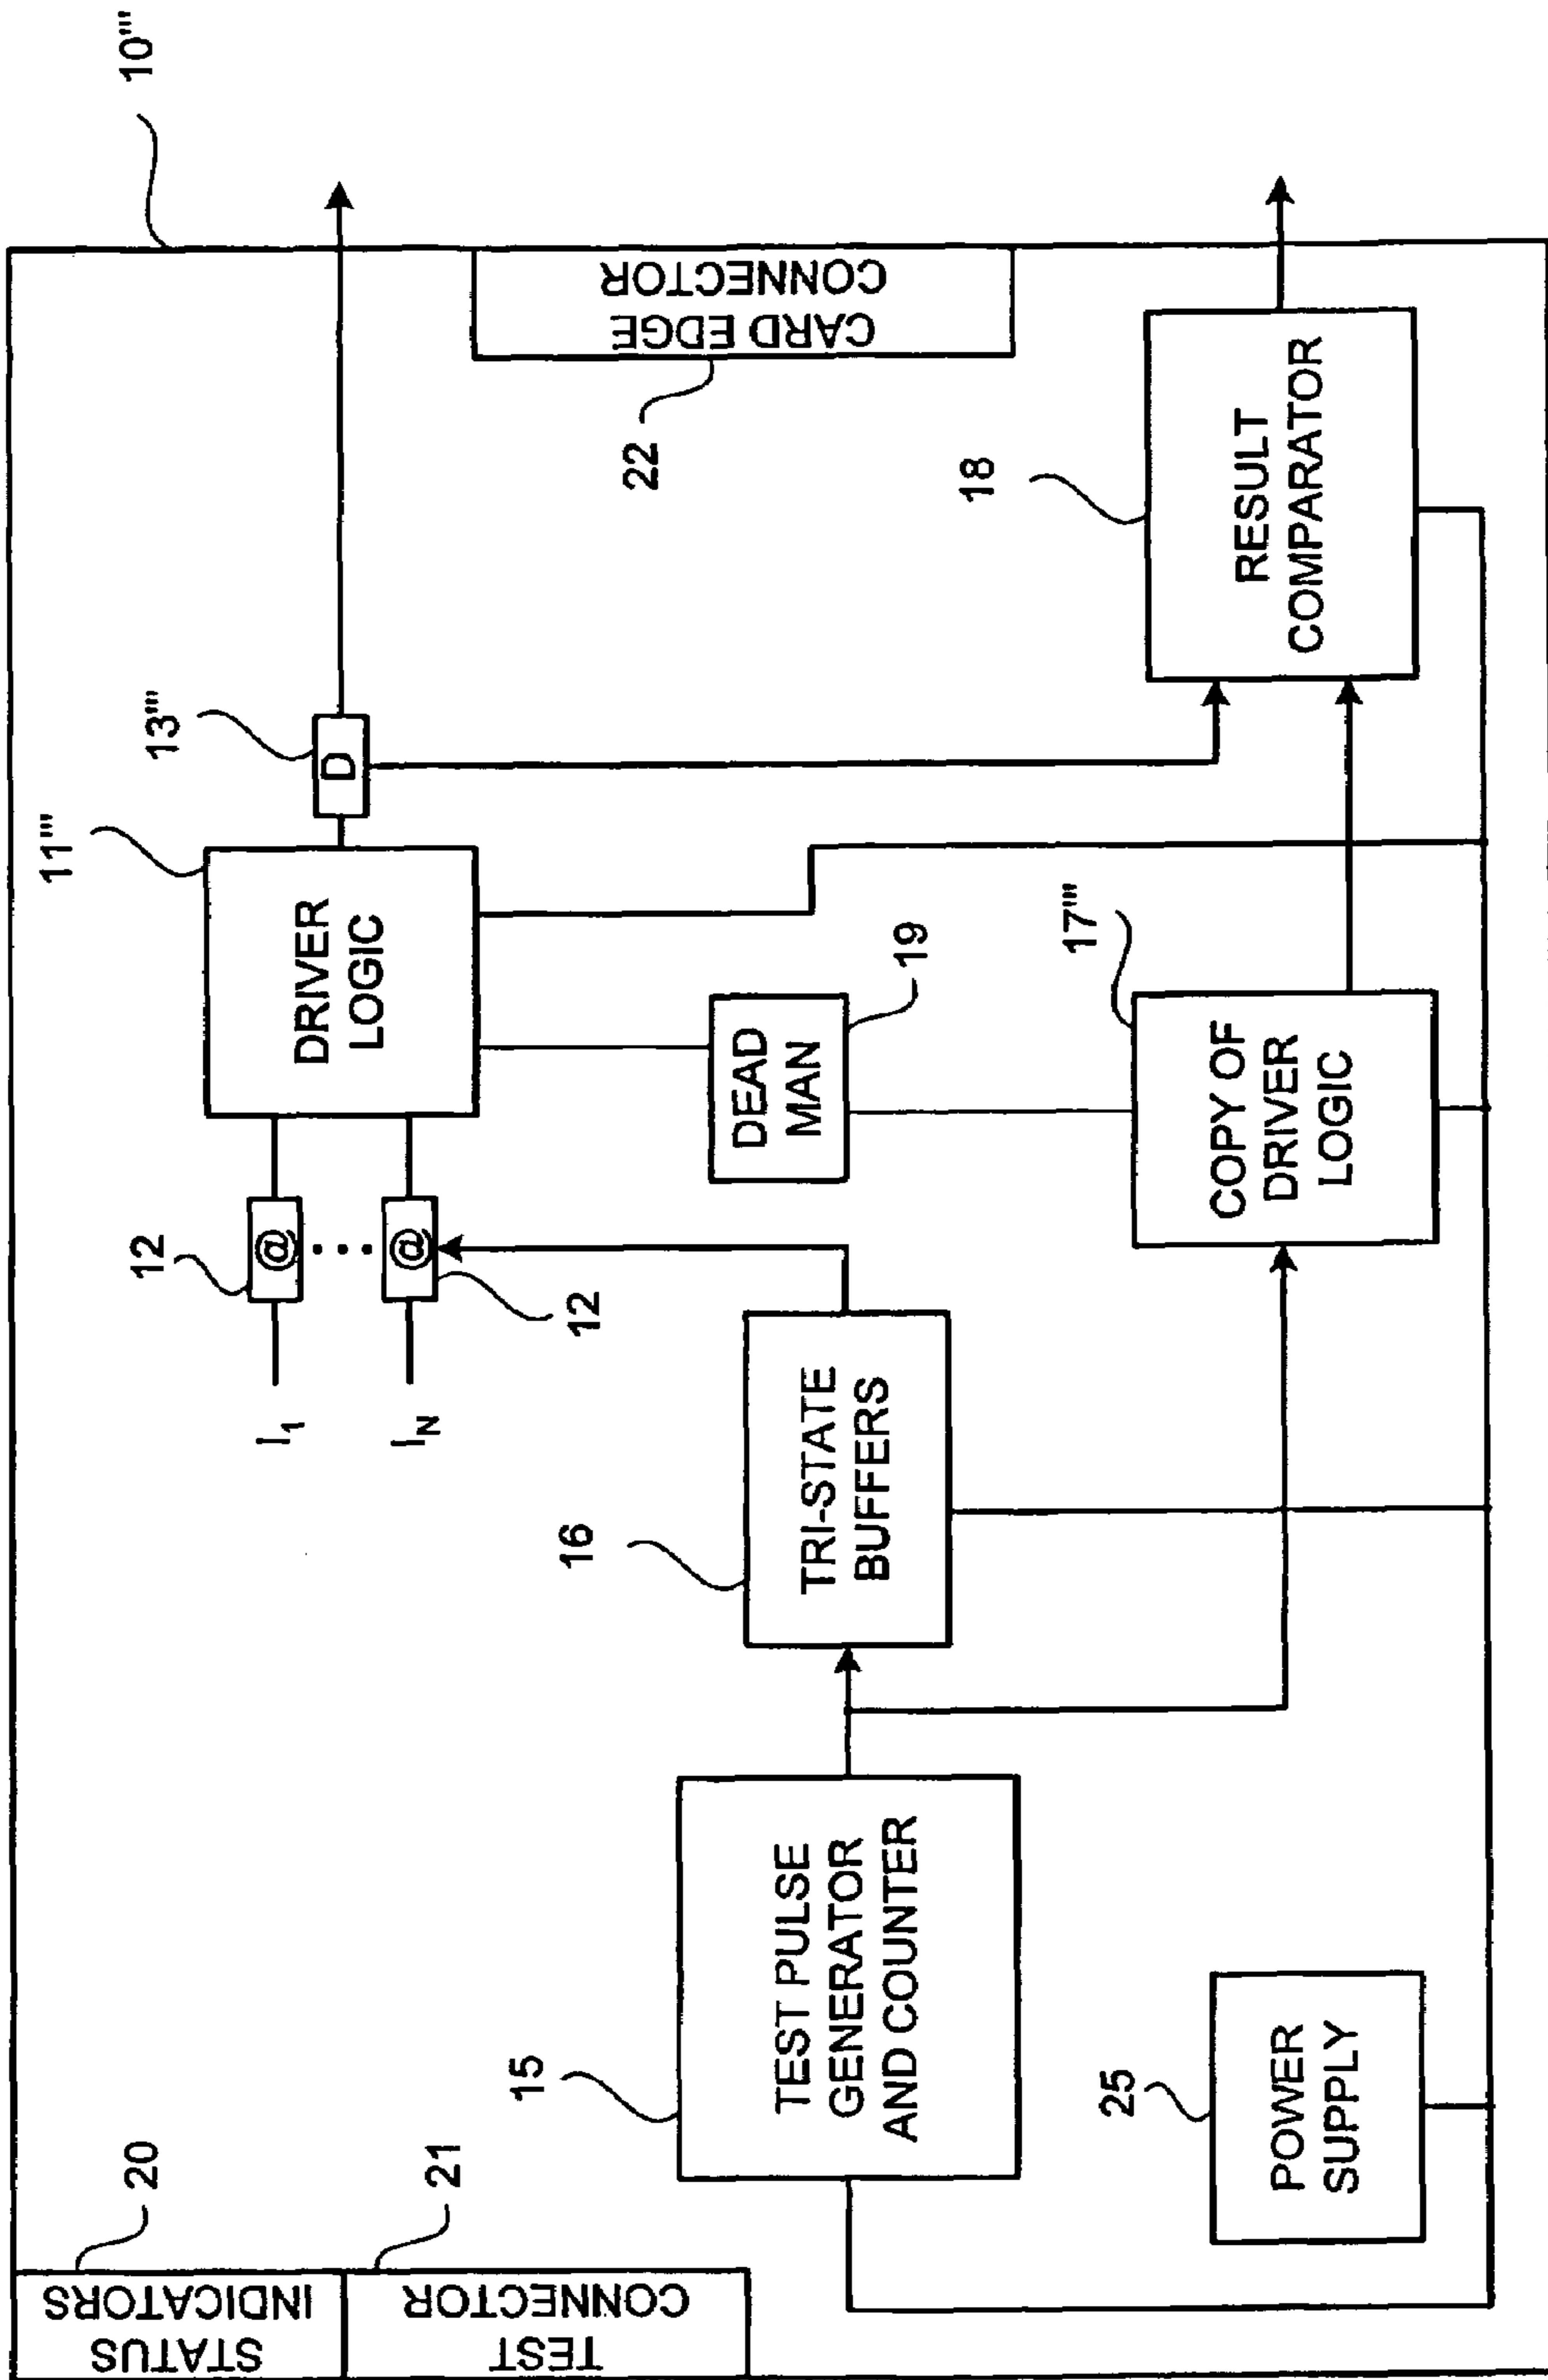 10'''
STATUS
INDICATORS
20
TEST
CONNECTOR
21
I1
IN
12
@
...
@
12
DRIVER
LOGIC
11'''
D
13'''
CARD EDGE
CONNECTOR
22
TEST PULSE
GENERATOR
AND COUNTER
15
TRI-STATE
BUFFERS
16
DEAD
MAN
19
POWER
SUPPLY
25
COPY OF
DRIVER
LOGIC
17'''
RESULT
COMPARATOR
18